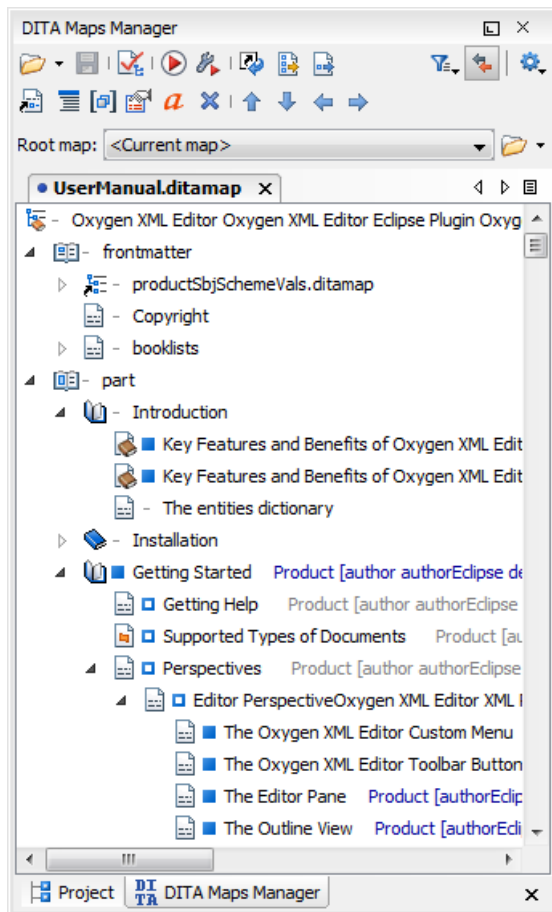 DITA Maps Manager
Root map: <Current map>
UserManual.ditamap
- Oxygen XML Editor Oxygen XML Editor Eclipse Plugin Oxyg
- frontmatter
- productSbjSchemeVals.ditamap
- Copyright
- booklists
- part
- Introduction
Key Features and Benefits of Oxygen XML Edit
Key Features and Benefits of Oxygen XML Edit
- The entities dictionary
- Installation
Getting Started Product [author authorEclipse de
Getting Help Product [author authorEclipse
Supported Types of Documents Product [au
Perspectives Product [author authorEclipse
Editor PerspectiveOxygen XML Editor XML
The Oxygen XML Editor Custom Menu
The Oxygen XML Editor Toolbar Button
The Editor Pane Product [authorEclip
The Outline View Product [authorEcli
Project DITA DITA Maps Manager